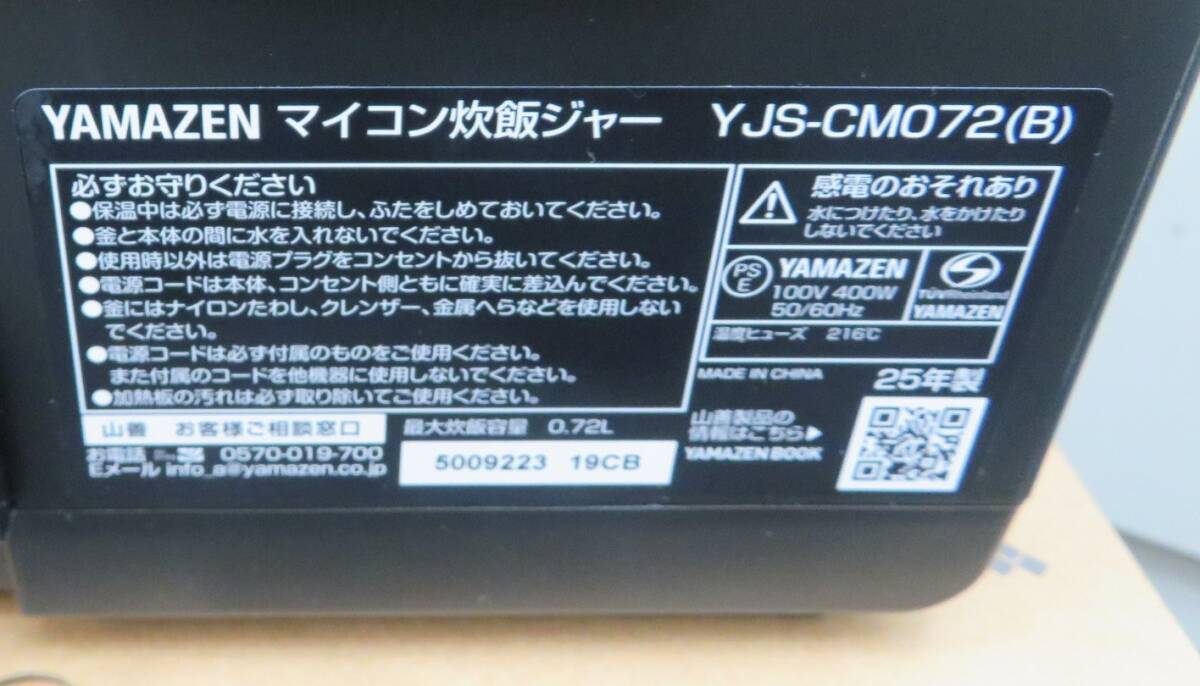 YAMAZEN マイコン炊飯ジャー YJS-CM072(B)
必ずお守りください
●保温中は必ず電源に接続し、ふたをしめておいてください。
●釜と本体の間に水を入れないでください。
●使用時以外は電源プラグをコンセントから抜いてください。
●電源コードは本体、コンセント側ともに確実に差込んでください。
●釜にはナイロンたわし、クレンザー、金属へらなどを使用しない
でください。
●電源コードは必ず付属のものをご使用ください。
また付属のコードを他機器に使用しないでください。
●加熱板の汚れは必ず取り除いてご使用ください。
感電のおそれあり
水につけたり、水をかけたり
しないでください
PS
E
YAMAZEN
100V 400W
50/60Hz
TÜVRheinland
YAMAZEN
温度ヒューズ 216℃
MADE IN CHINA 25年製
山善 お客様ご相談窓口
お電話 0570-019-700
Eメール info_a@yamazen.co.jp
最大炊飯容量 0.72L
5009223 19CB
山善製品の
情報はこちら▶
YAMAZEN BOOK